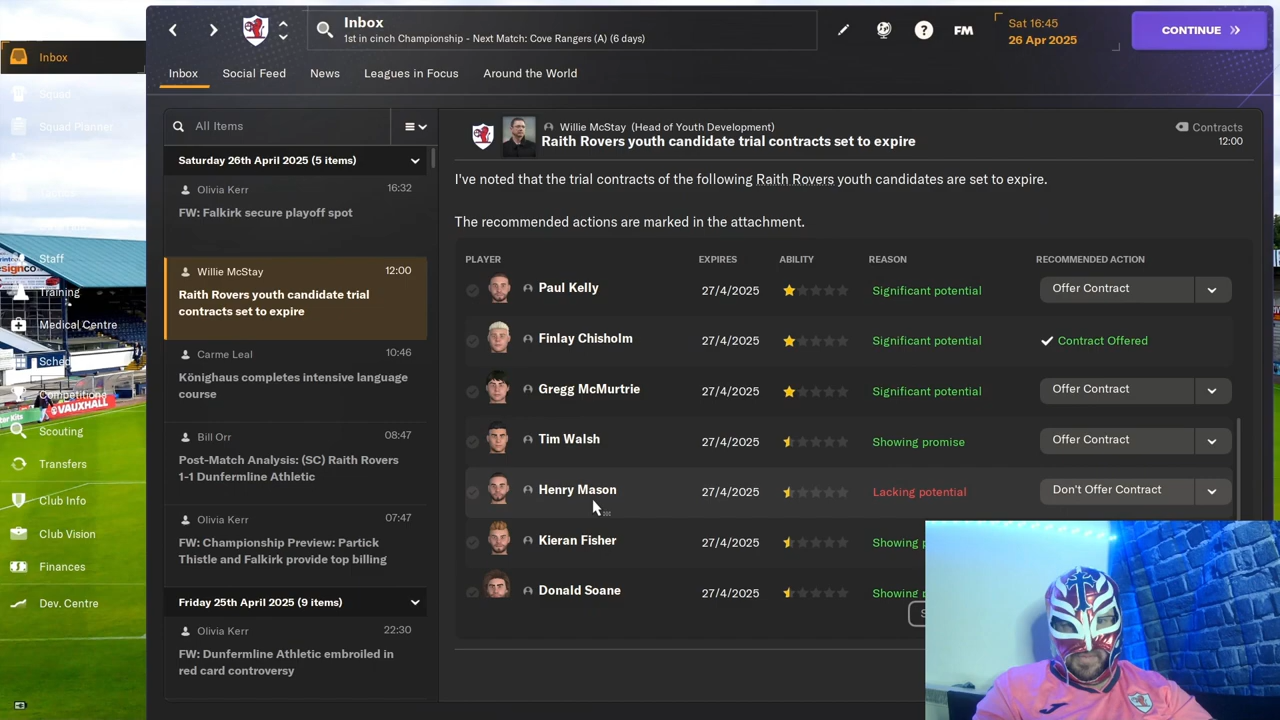 Inbox
1st in cinch Championship - Next Match: Cove Rangers (A) (6 days)
FM
Sat 16:45
26 Apr 2025
CONTINUE
Inbox
Social Feed
News
Leagues in Focus
Around the World
Inbox
Squad
Squad Planner
Staff
Training
Medical Centre
Sched
Competitions
Scouting
Transfers
Club Info
Club Vision
Finances
Dev. Centre
designco
Kits
VAUXHALL
All Items
Saturday 26th April 2025 (5 items)
Olivia Kerr 16:32
FW: Falkirk secure playoff spot
Willie McStay 12:00
Raith Rovers youth candidate trial
contracts set to expire
Carme Leal 10:46
Könighaus completes intensive language
course
Bill Orr 08:47
Post-Match Analysis: (SC) Raith Rovers
1-1 Dunfermline Athletic
Olivia Kerr 07:47
FW: Championship Preview: Partick
Thistle and Falkirk provide top billing
Friday 25th April 2025 (9 items)
Olivia Kerr 22:30
FW: Dunfermline Athletic embroiled in
red card controversy
Willie McStay (Head of Youth Development)
Raith Rovers youth candidate trial contracts set to expire
Contracts
12:00
I've noted that the trial contracts of the following Raith Rovers youth candidates are set to expire.
The recommended actions are marked in the attachment.
PLAYER EXPIRES ABILITY REASON RECOMMENDED ACTION
Paul Kelly 27/4/2025 Significant potential Offer Contract
Finlay Chisholm 27/4/2025 Significant potential Contract Offered
Gregg McMurtrie 27/4/2025 Significant potential Offer Contract
Tim Walsh 27/4/2025 Showing promise Offer Contract
Henry Mason 27/4/2025 Lacking potential Don't Offer Contract
Kieran Fisher 27/4/2025 Showing
Donald Soane 27/4/2025 Showing